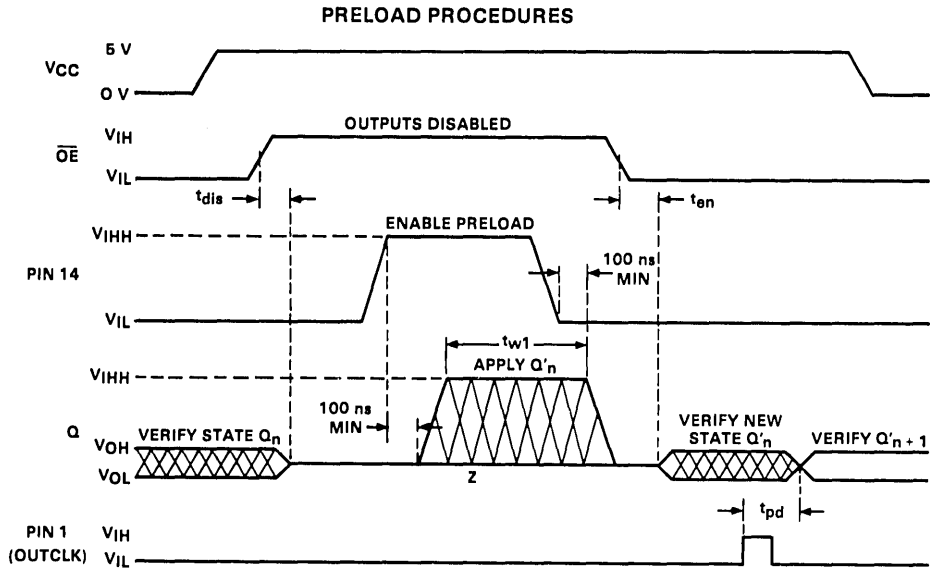 PRELOAD PROCEDURES
5 V
VCC
0 V
VIH
OUTPUTS DISABLED
OE
VIL
tdis
ten
VIHH
ENABLE PRELOAD
100 ns
MIN
PIN 14
VIL
tw1
VIHH
APPLY Q'n
100 ns
MIN
Q
VERIFY STATE Qn
VERIFY NEW
STATE Q'n
VERIFY Q'n + 1
VOH
VOL
Z
tpd
PIN 1
(OUTCLK)
VIH
VIL